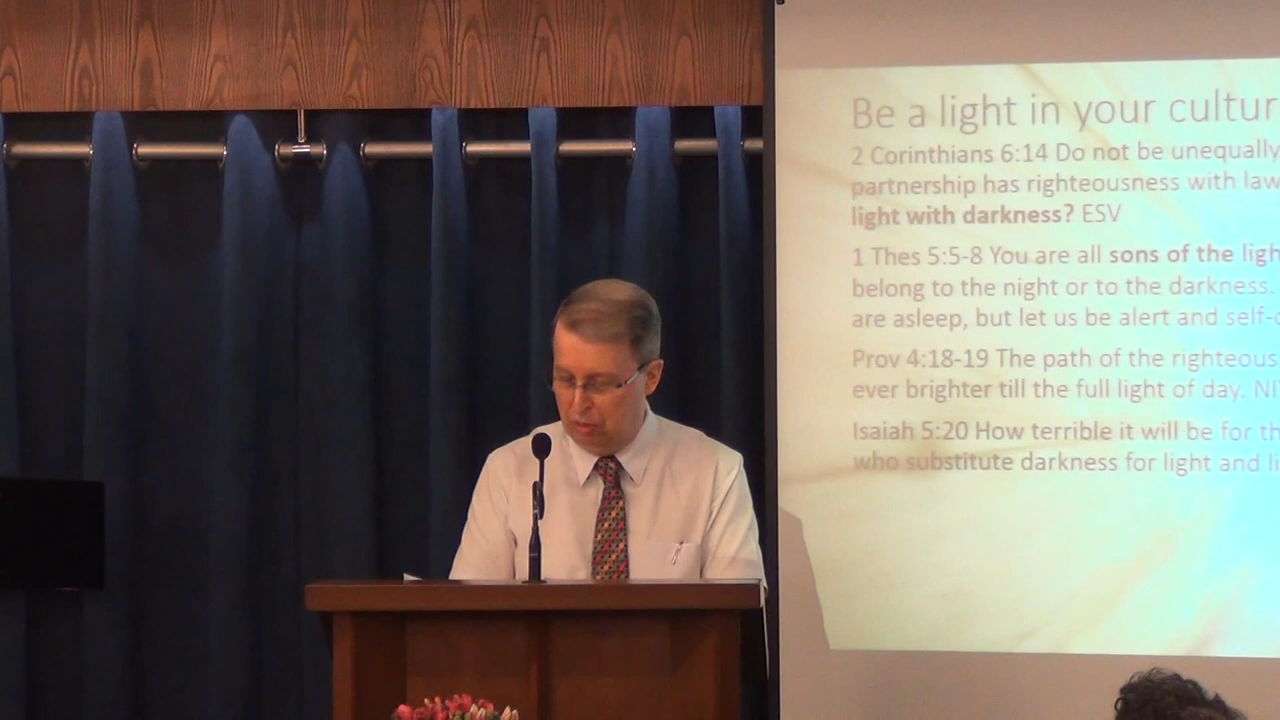 Be a light in your cultur
2 Corinthians 6:14 Do not be unequally
partnership has righteousness with law
light with darkness? ESV
1 Thes 5:5-8 You are all sons of the ligh
belong to the night or to the darkness.
are asleep, but let us be alert and self-c
Prov 4:18-19 The path of the righteous
ever brighter till the full light of day. NI
Isaiah 5:20 How terrible it will be for th
who substitute darkness for light and li